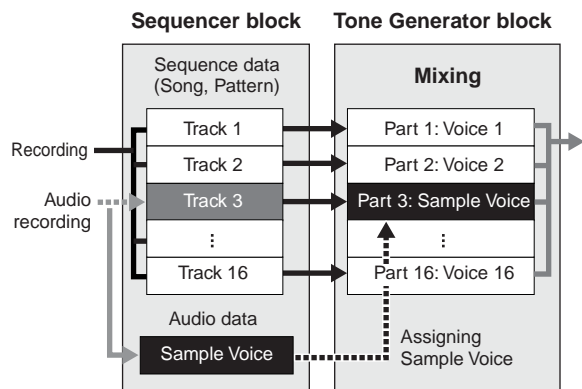 Sequencer block
Tone Generator block
Sequence data
(Song, Pattern)
Mixing
Recording
Audio
recording
Track 1
Track 2
Track 3
⋮
Track 16
Part 1: Voice 1
Part 2: Voice 2
Part 3: Sample Voice
⋮
Part 16: Voice 16
Audio data
Sample Voice
Assigning
Sample Voice